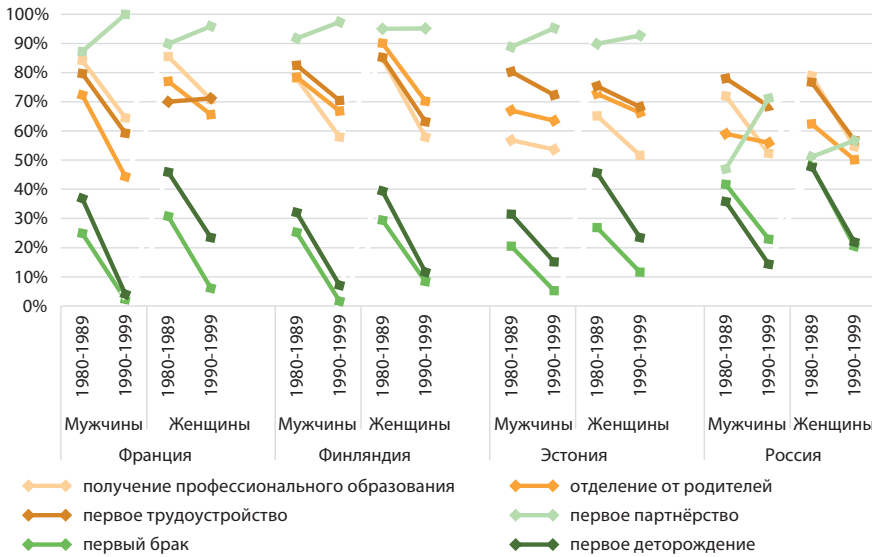 100%
90%
80%
70%
60%
50%
40%
30%
20%
10%
0%
1980-1989 1990-1999 1980-1989 1990-1999 1980-1989 1990-1999 1980-1989 1990-1999 1980-1989 1990-1999 1980-1989 1990-1999 1980-1989 1990-1999 1980-1989 1990-1999
Мужчины Женщины Мужчины Женщины Мужчины Женщины Мужчины Женщины
Франция Финляндия Эстония Россия
получение профессионального образования отделение от родителей
первое трудоустройство первое партнёрство
первый брак первое деторождение